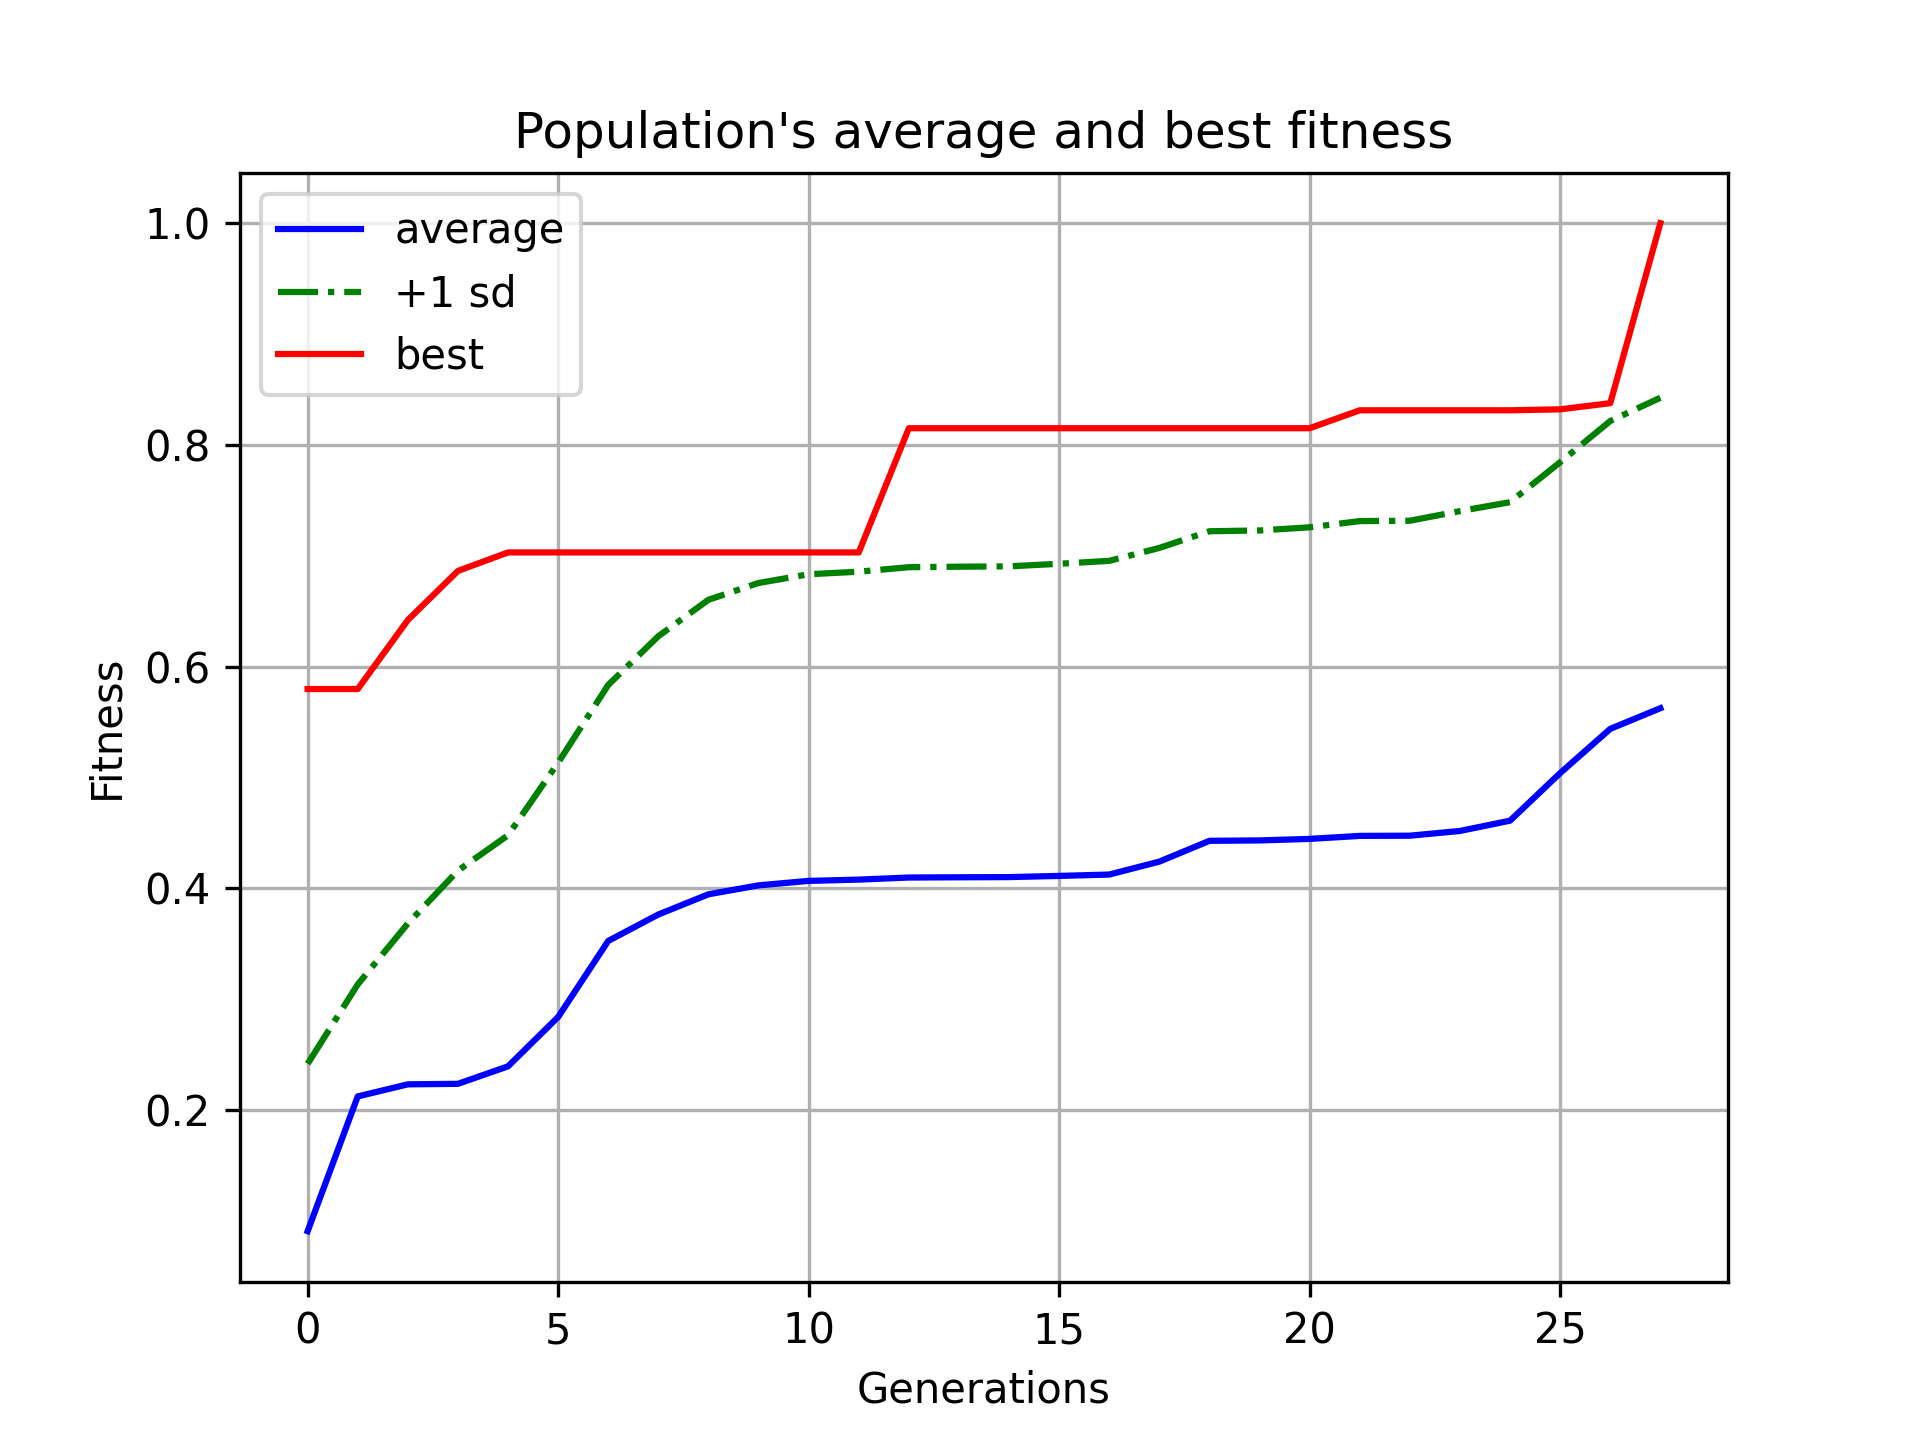 Population's average and best fitness
average
+1 sd
best
Fitness
1.0
0.8
0.6
0.4
0.2
0 5 10 15 20 25
Generations